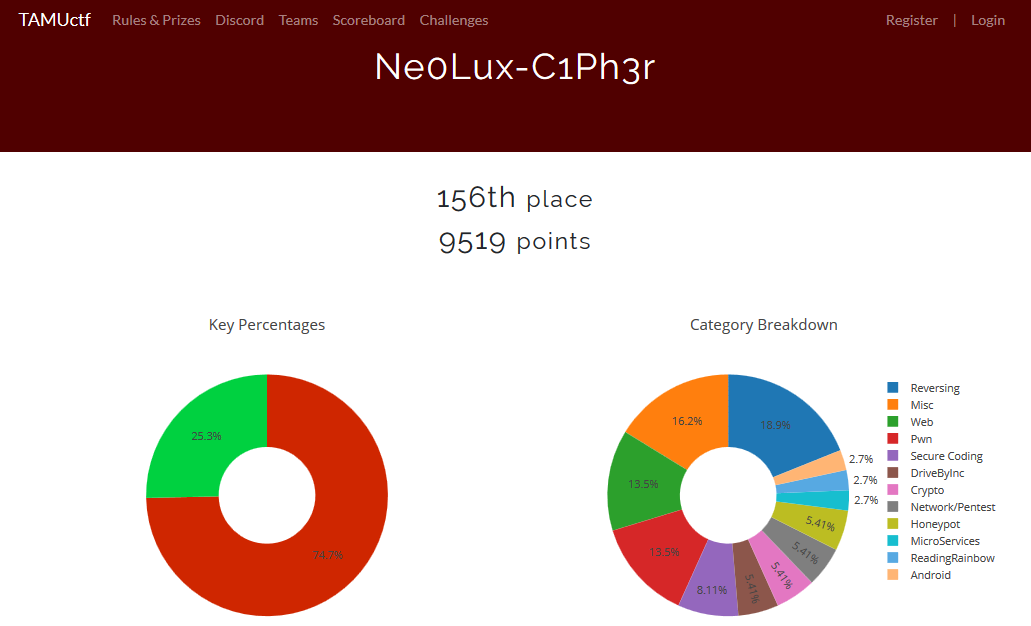 TAMUctf Rules & Prizes Discord Teams Scoreboard Challenges Register | Login
Ne0Lux-C1Ph3r
156th place
9519 points
Key Percentages
25.3%
74.7%
Category Breakdown
18.9%
16.2%
13.5%
13.5%
8.11%
5.41%
5.41%
5.41%
5.41%
2.7%
2.7%
2.7%
Reversing
Misc
Web
Pwn
Secure Coding
DriveByInc
Crypto
Network/Pentest
Honeypot
MicroServices
ReadingRainbow
Android